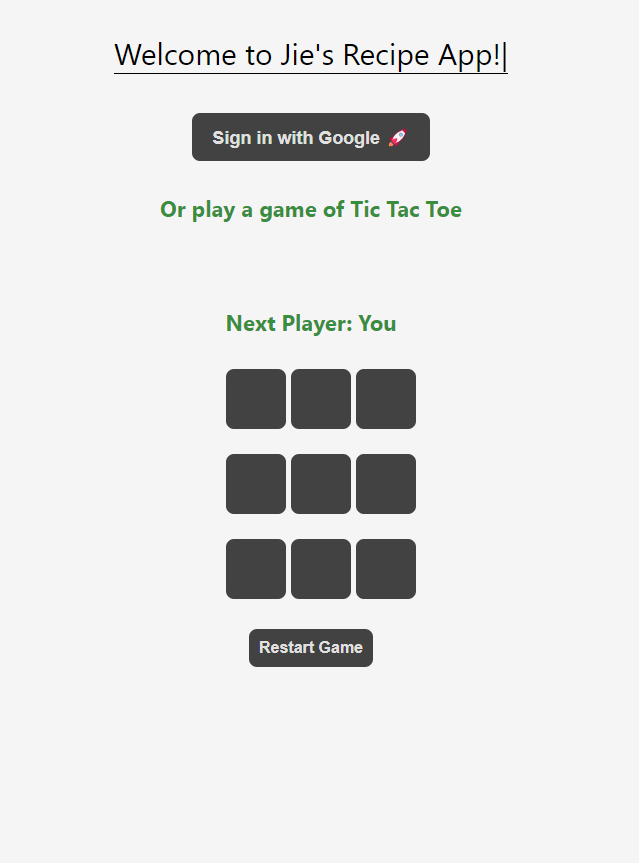 Welcome to Jie's Recipe App!|
Sign in with Google 🚀
Or play a game of Tic Tac Toe
Next Player: You
Restart Game